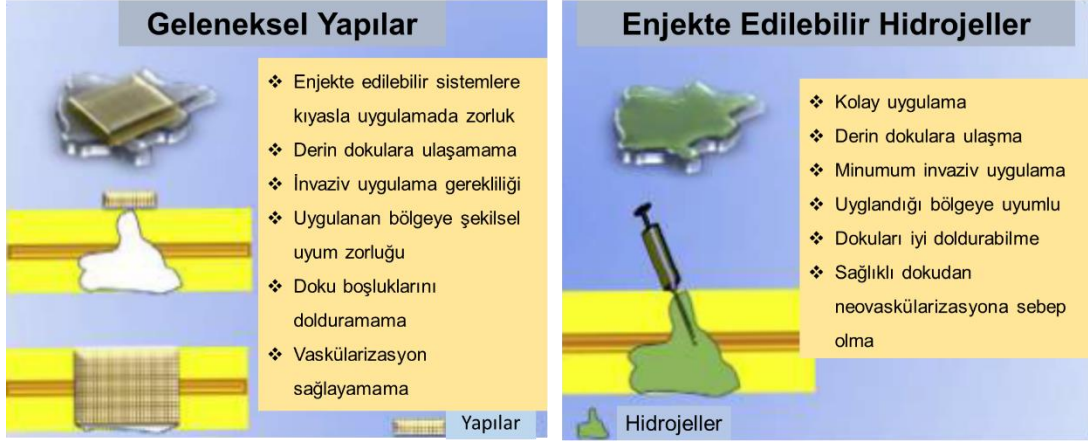 Geleneksel Yapılar
❖ Enjekte edilebilir sistemlere
kıyasla uygulamada zorluk
❖ Derin dokulara ulaşamama
❖ İnvaziv uygulama gerekliliği
❖ Uygulanan bölgeye şekilsel
uyum zorluğu
❖ Doku boşluklarını
dolduramama
❖ Vaskülarizasyon
sağlayamama
Yapılar
Enjekte Edilebilir Hidrojeller
❖ Kolay uygulama
❖ Derin dokulara ulaşma
❖ Minumum invaziv uygulama
❖ Uyglandığı bölgeye uyumlu
❖ Dokuları iyi doldurabilme
❖ Sağlıklı dokudan
neovaskülarizasyona sebep
olma
Hidrojeller